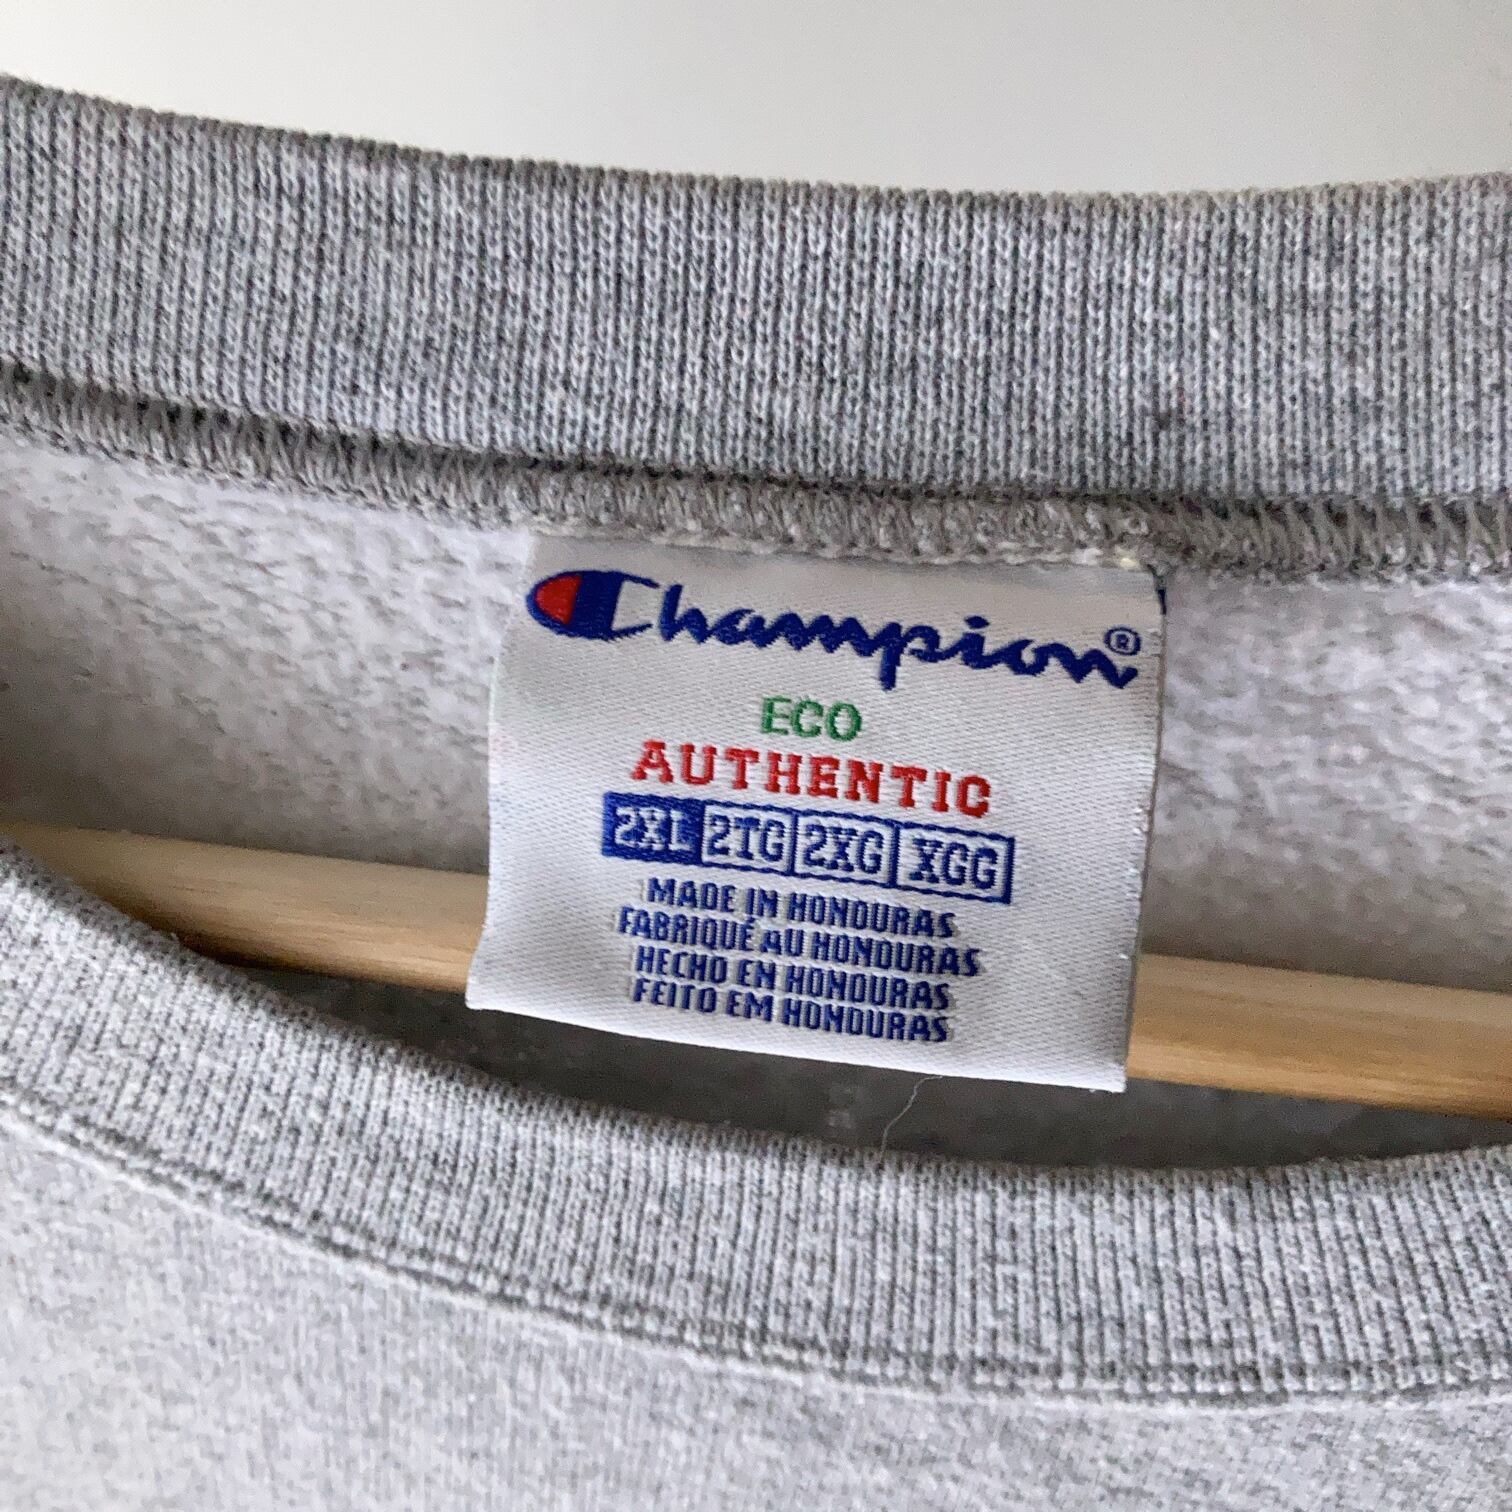 Champion®
ECO
AUTHENTIC
2XL 2TG 2XG XGG
MADE IN HONDURAS
FABRIQUÉ AU HONDURAS
HECHO EN HONDURAS
FEITO EM HONDURAS